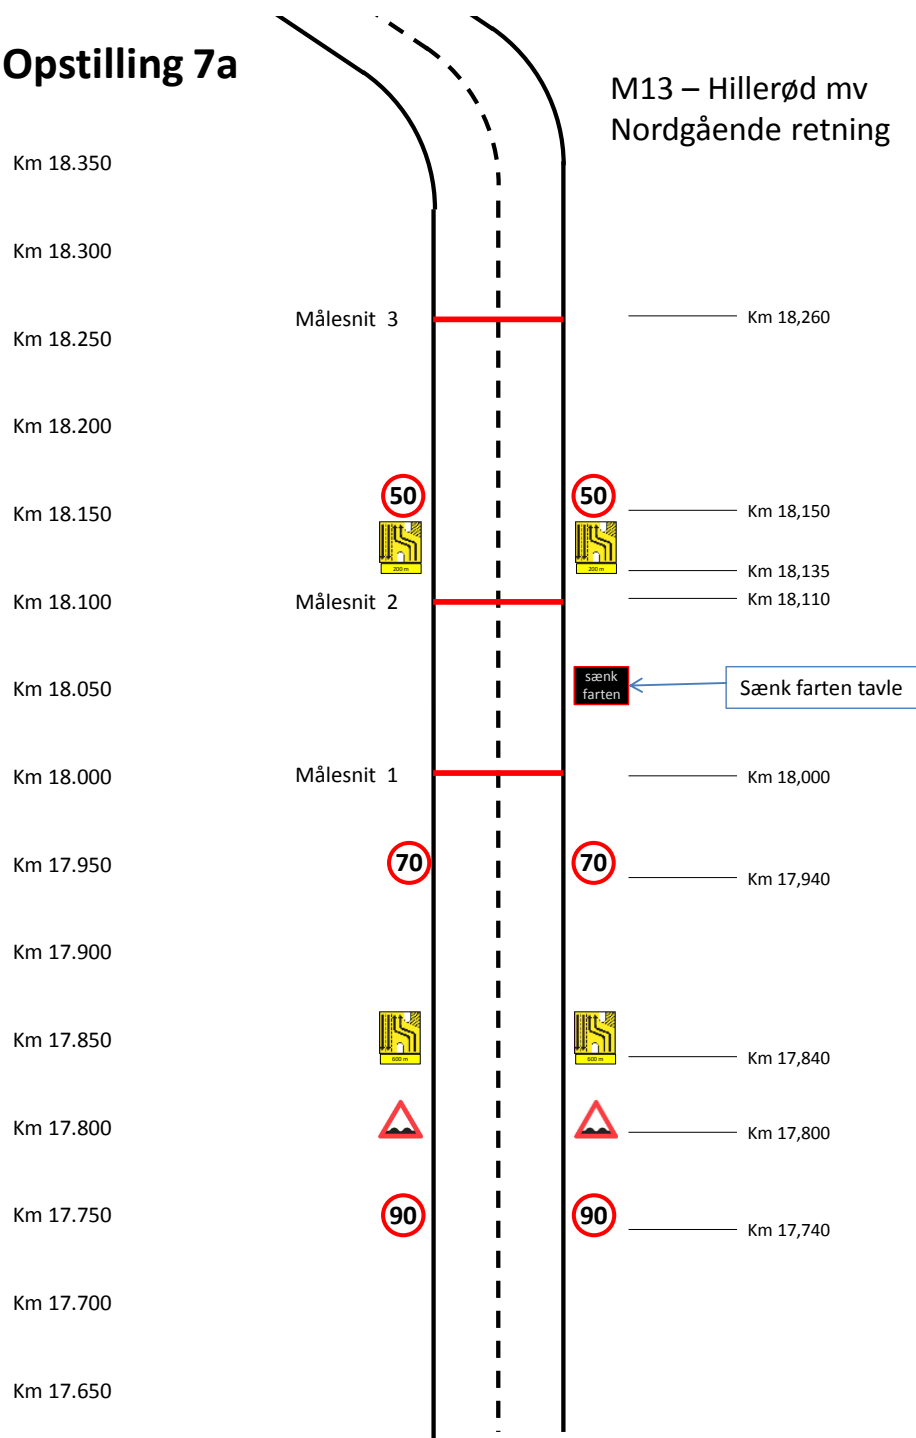 Opstilling 7a
M13 – Hillerød mv
Nordgående retning
Km 18.350
Km 18.300
Målesnit 3
Km 18,260
Km 18.250
Km 18.200
50
50
Km 18.150
Km 18,150
200 m
200 m
Km 18,135
Km 18.100
Målesnit 2
Km 18,110
Km 18.050
sænk
farten
Sænk farten tavle
Km 18.000
Målesnit 1
Km 18,000
Km 17.950
70
70
Km 17,940
Km 17.900
Km 17.850
600 m
600 m
Km 17,840
Km 17.800
Km 17,800
Km 17.750
90
90
Km 17,740
Km 17.700
Km 17.650